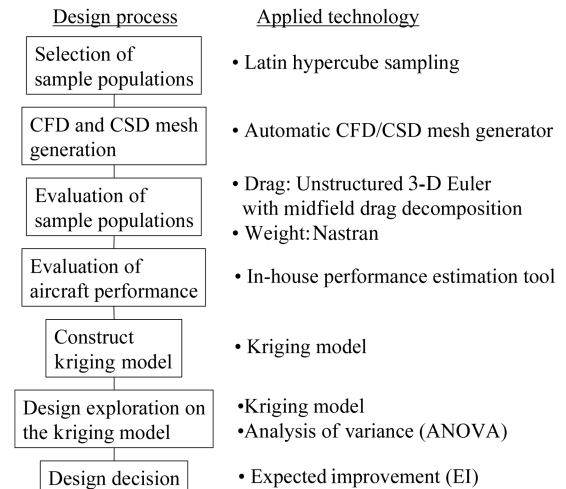 Design process
Applied technology
Selection of
sample populations
• Latin hypercube sampling
CFD and CSD mesh
generation
• Automatic CFD/CSD mesh generator
Evaluation of
sample populations
• Drag: Unstructured 3-D Euler
with midfield drag decomposition
• Weight: Nastran
Evaluation of
aircraft performance
• In-house performance estimation tool
Construct
kriging model
• Kriging model
Design exploration on
the kriging model
•Kriging model
•Analysis of variance (ANOVA)
Design decision
• Expected improvement (EI)